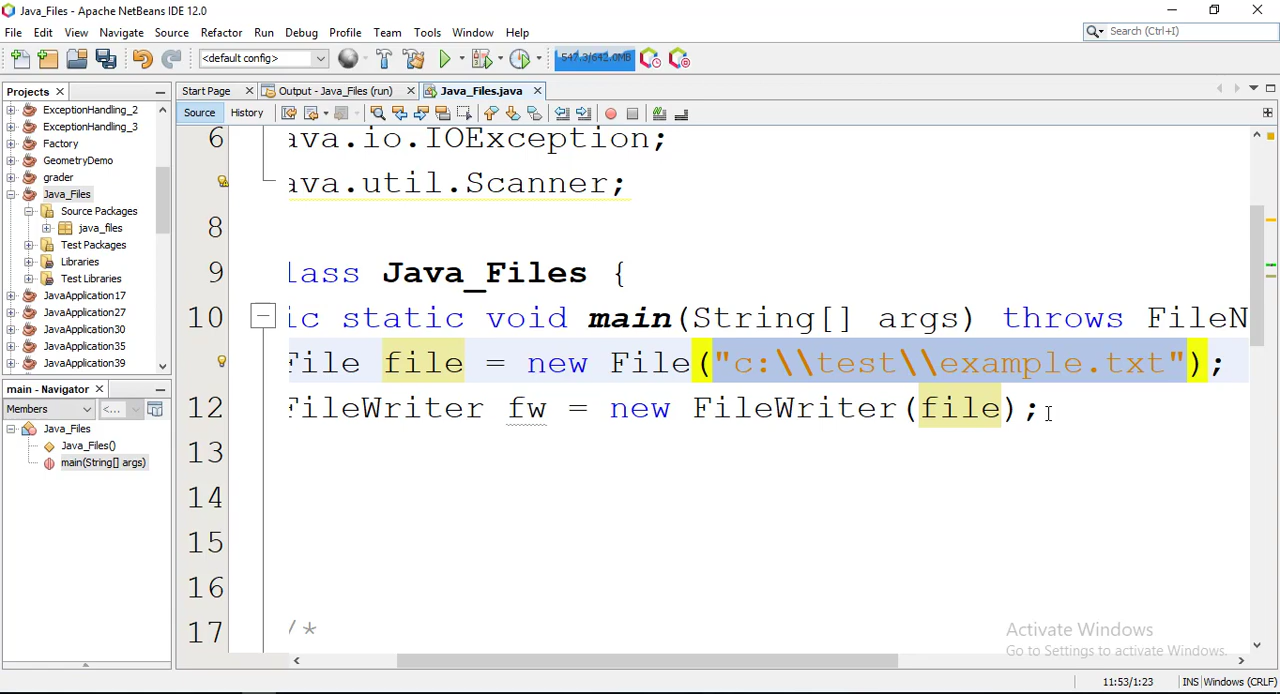 Java_Files - Apache NetBeans IDE 12.0
File Edit View Navigate Source Refactor Run Debug Profile Team Tools Window Help
Search (Ctrl+I)
<default config>
547.3/642.0MB
Projects
Start Page
Output - Java_Files (run)
Java_Files.java
Source History
ExceptionHandling_2
ExceptionHandling_3
Factory
GeometryDemo
grader
Java_Files
Source Packages
java_files
Test Packages
Libraries
Test Libraries
JavaApplication17
JavaApplication27
JavaApplication30
JavaApplication35
JavaApplication39
main - Navigator
Members
<...
Java_Files
Java_Files()
main(String[] args)
6 ava.io.IOException;
ava.util.Scanner;
8
9 lass Java_Files {
10 ic static void main(String[] args) throws FileN
File file = new File("c:\\test\\example.txt");
12 FileWriter fw = new FileWriter(file);
13
14
15
16
17 /*
Activate Windows
Go to Settings to activate Windows.
11:53/1:23
INS
Windows (CRLF)